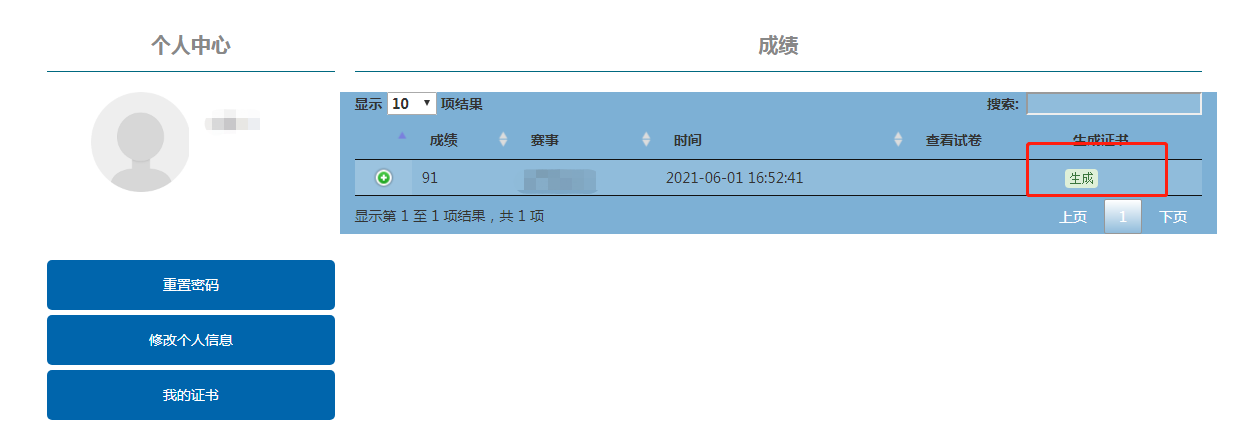 个人中心
成绩
显示 10 项结果
搜索:
成绩 赛事 时间 查看试卷 生成证书
91 2021-06-01 16:52:41 生成
显示第 1 至 1 项结果，共 1 项
上页 1 下页
重置密码
修改个人信息
我的证书